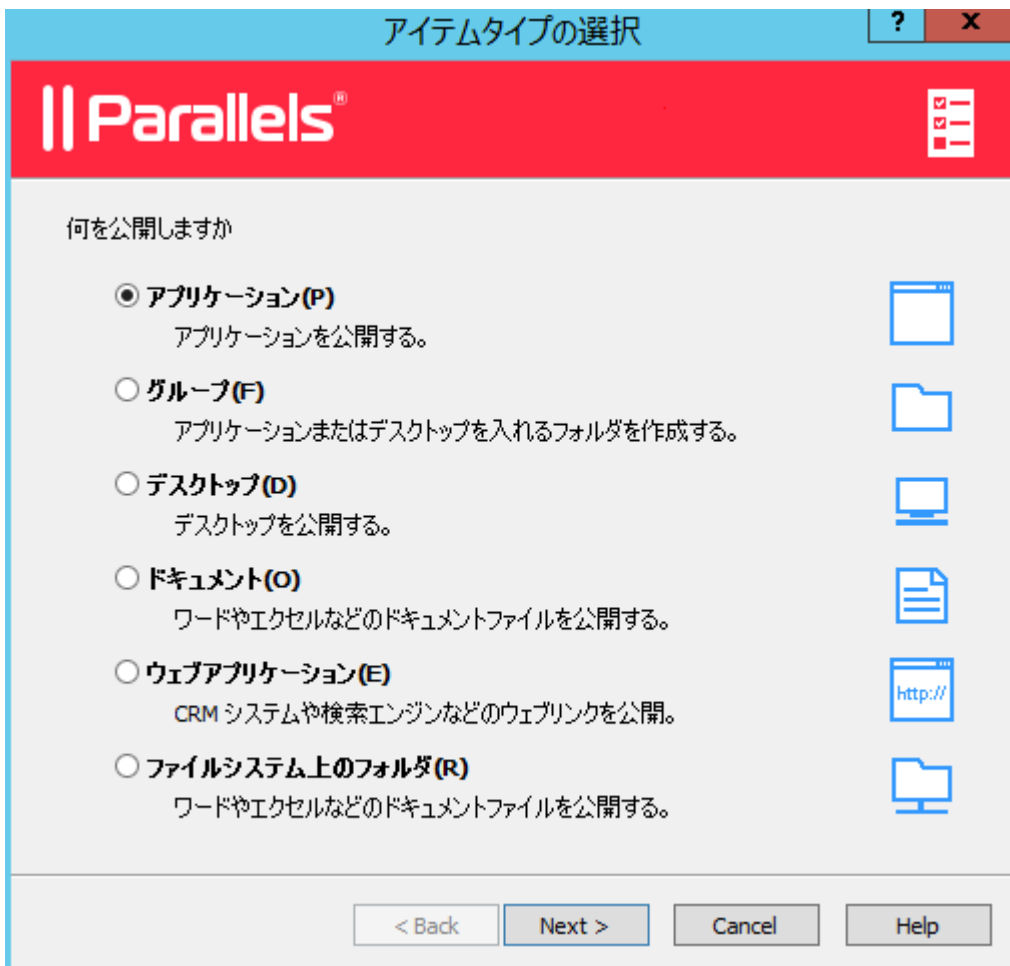 アイテムタイプの選択
?
x
Parallels®
何を公開しますか
アプリケーション(P)
アプリケーションを公開する。
グループ(F)
アプリケーションまたはデスクトップを入れるフォルダを作成する。
デスクトップ(D)
デスクトップを公開する。
ドキュメント(O)
ワードやエクセルなどのドキュメントファイルを公開する。
ウェブアプリケーション(E)
http://
CRM システムや検索エンジンなどのウェブリンクを公開。
ファイルシステム上のフォルダ(R)
ワードやエクセルなどのドキュメントファイルを公開する。
< Back
Next >
Cancel
Help